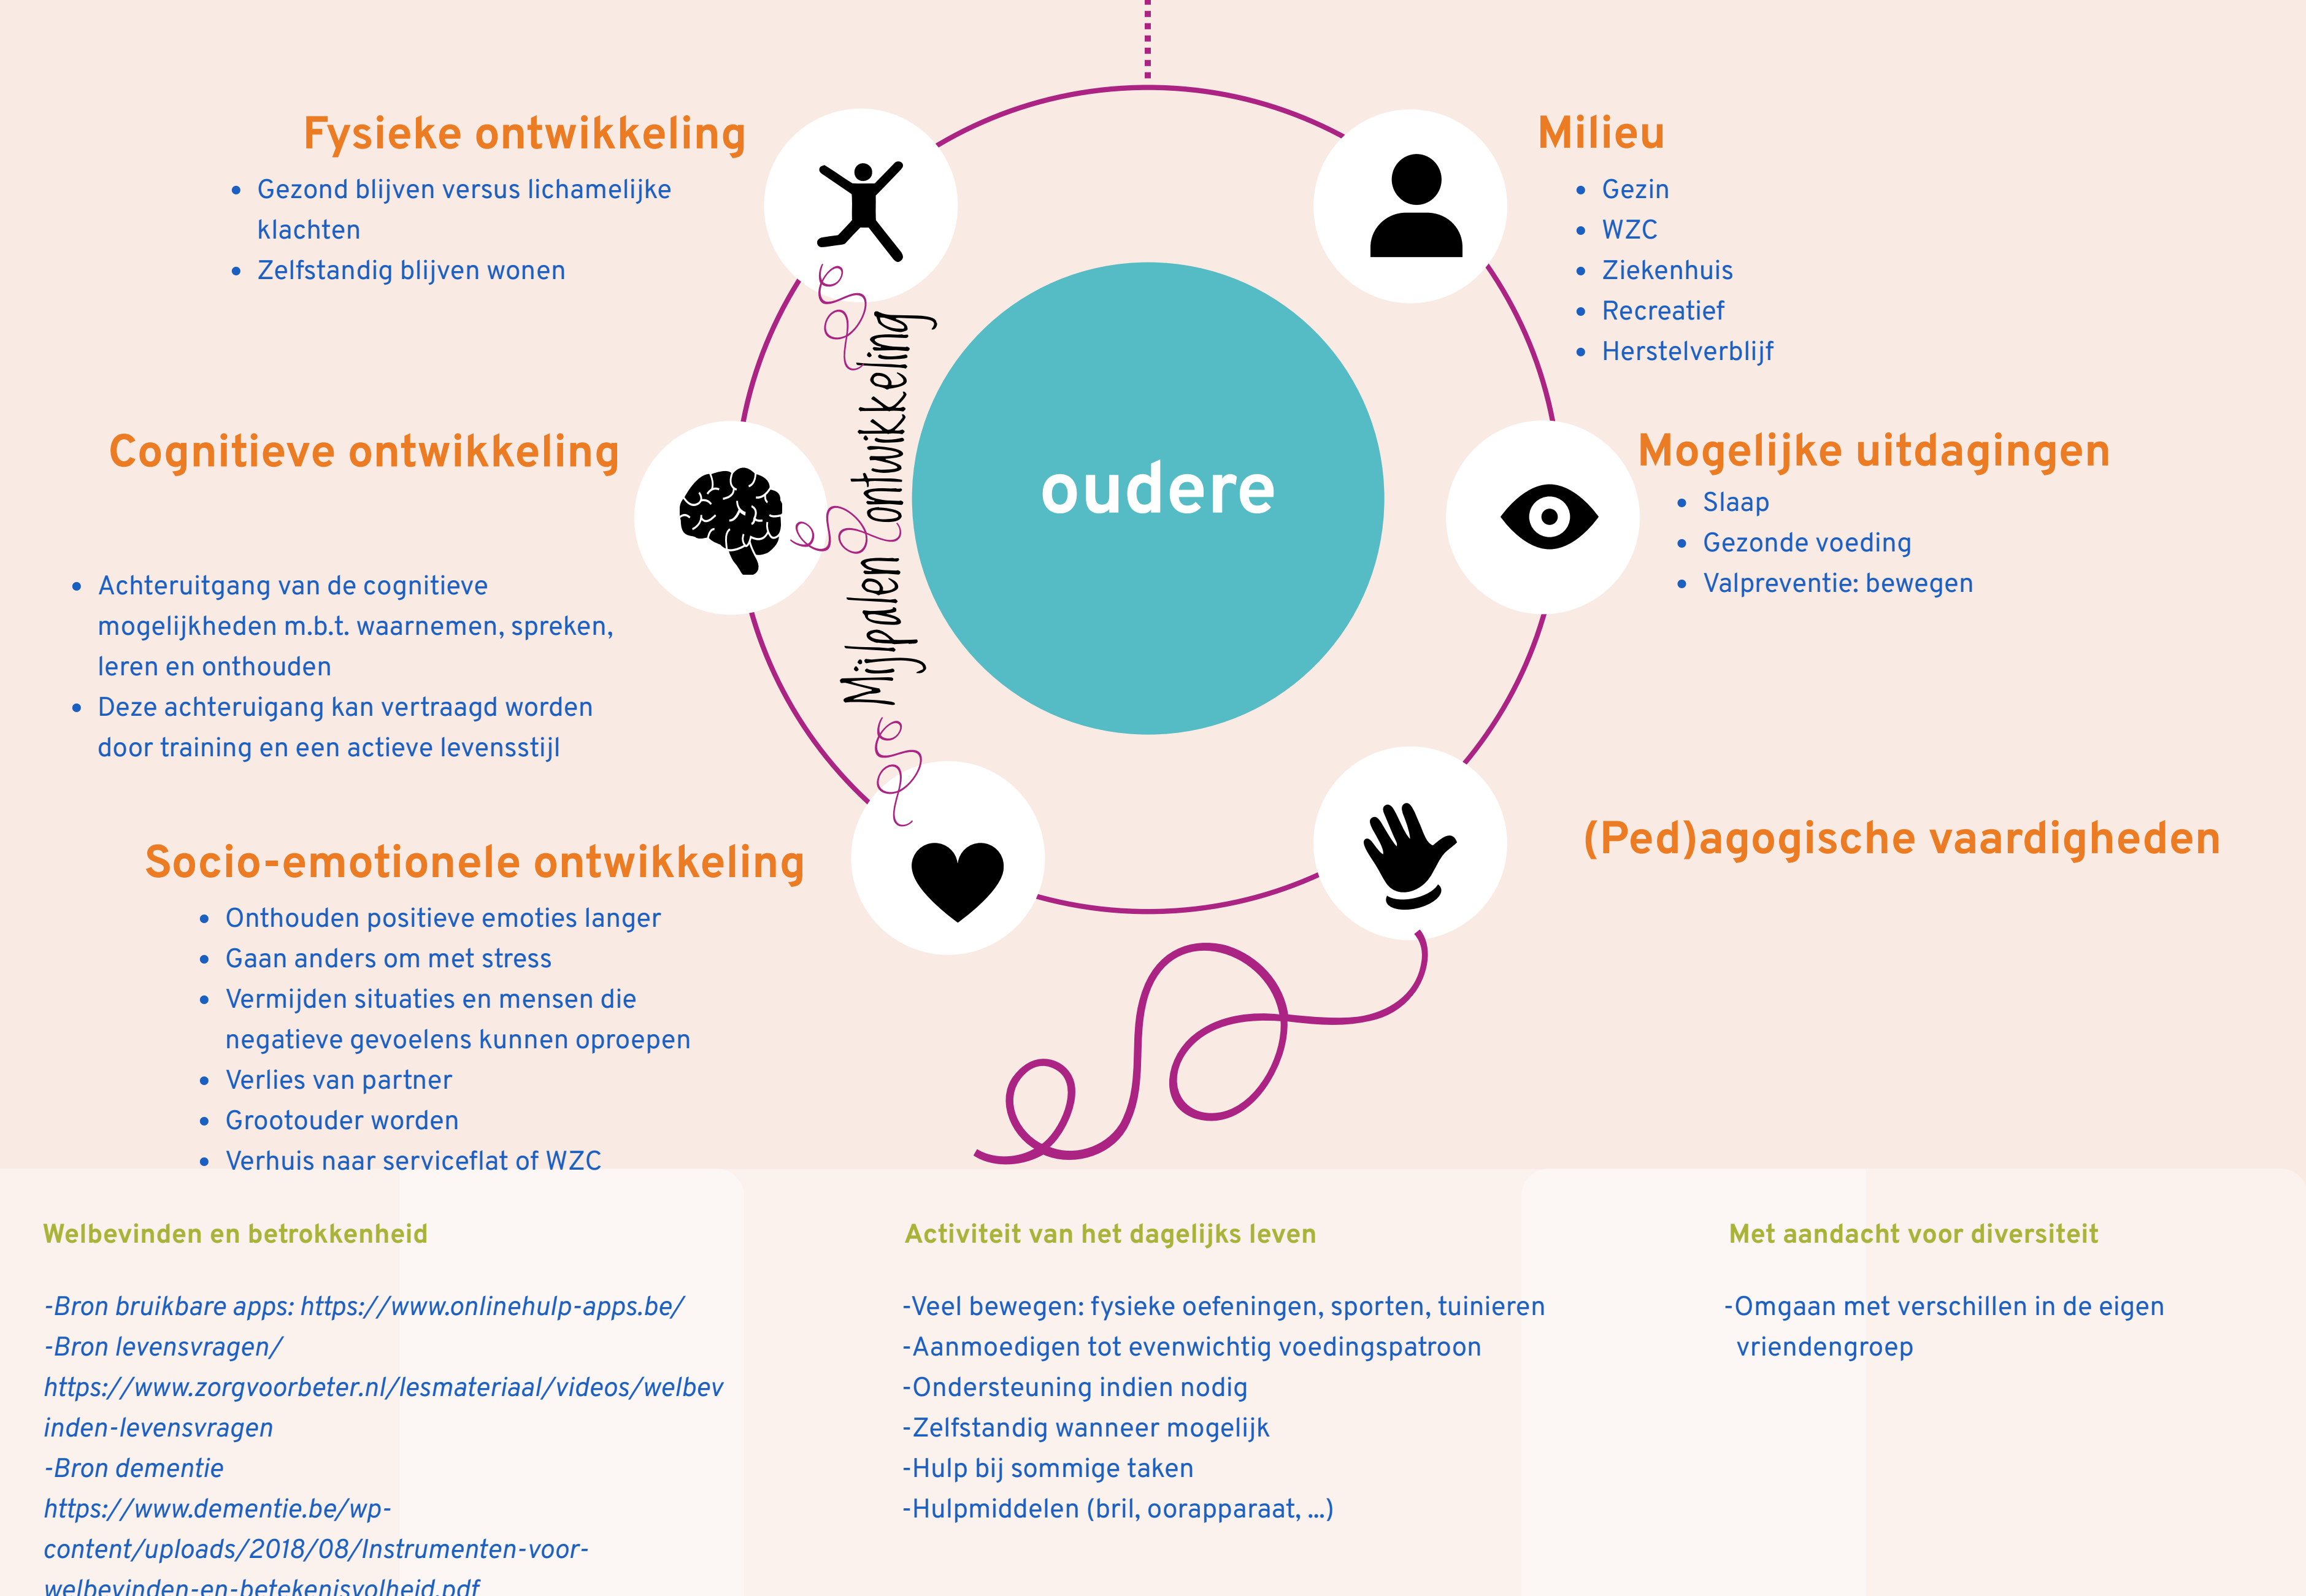 Fysieke ontwikkeling
Gezond blijven versus lichamelijke
klachten
Zelfstandig blijven wonen
Cognitieve ontwikkeling
Achteruitgang van de cognitieve
mogelijkheden m.b.t. waarnemen, spreken,
leren en onthouden
Deze achteruigang kan vertraagd worden
door training en een actieve levensstijl
Socio-emotionele ontwikkeling
Onthouden positieve emoties langer
Gaan anders om met stress
Vermijden situaties en mensen die
negatieve gevoelens kunnen oproepen
Verlies van partner
Grootouder worden
Verhuis naar serviceflat of WZC
Mijlpalen ontwikkeling
oudere
Milieu
Gezin
WZC
Ziekenhuis
Recreatief
Herstelverblijf
Mogelijke uitdagingen
Slaap
Gezonde voeding
Valpreventie: bewegen
(Ped)agogische vaardigheden
Welbevinden en betrokkenheid
-Bron bruikbare apps: https://www.onlinehulp-apps.be/
-Bron levensvragen/
https://www.zorgvoorbeter.nl/lesmateriaal/videos/welbev
inden-levensvragen
-Bron dementie
https://www.dementie.be/wp-
content/uploads/2018/08/Instrumenten-voor-
welbevinden-en-betekenisvolheid.pdf
Activiteit van het dagelijks leven
-Veel bewegen: fysieke oefeningen, sporten, tuinieren
-Aanmoedigen tot evenwichtig voedingspatroon
-Ondersteuning indien nodig
-Zelfstandig wanneer mogelijk
-Hulp bij sommige taken
-Hulpmiddelen (bril, oorapparaat, ...)
Met aandacht voor diversiteit
-Omgaan met verschillen in de eigen
vriendengroep